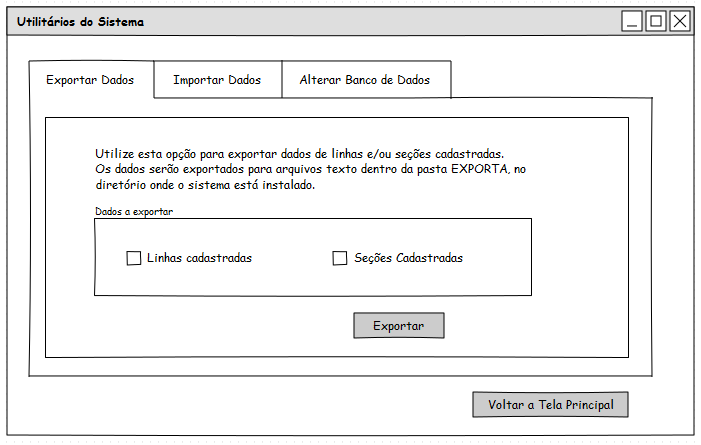 Utilitários do Sistema
Exportar Dados
Importar Dados
Alterar Banco de Dados
Utilize esta opção para exportar dados de linhas e/ou seções cadastradas.
Os dados serão exportados para arquivos texto dentro da pasta EXPORTA, no
diretório onde o sistema está instalado.
Dados a exportar
Linhas cadastradas
Seções Cadastradas
Exportar
Voltar a Tela Principal